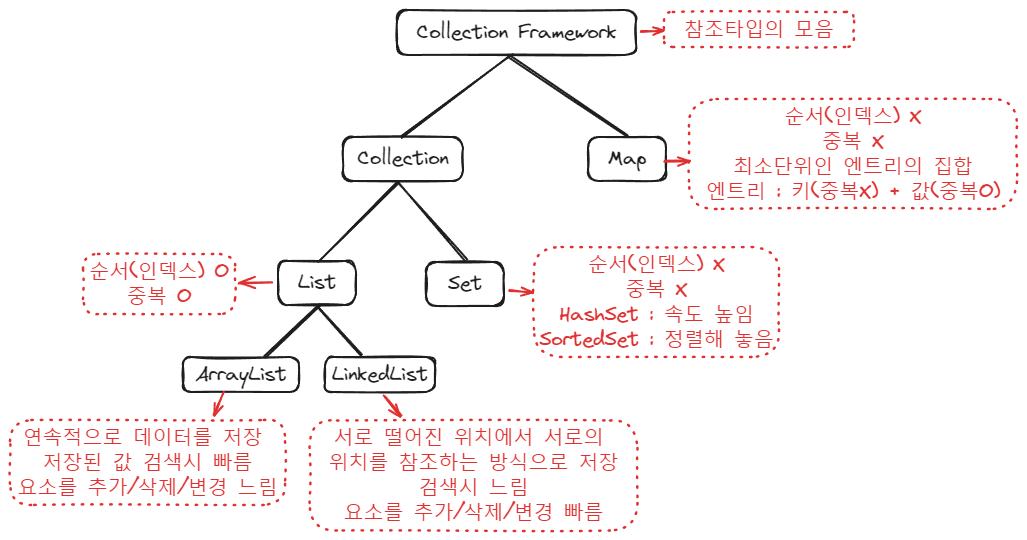 Collection Framework
참조타입의 모음
Collection
Map
순서(인덱스) X
중복 X
최소단위인 엔트리의 집합
엔트리 : 키(중복X) + 값(중복O)
순서(인덱스) O
중복 O
List
Set
순서(인덱스) X
중복 X
HashSet : 속도 높임
SortedSet : 정렬해 놓음
ArrayList
LinkedList
연속적으로 데이터를 저장
저장된 값 검색시 빠름
요소를 추가/삭제/변경 느림
서로 떨어진 위치에서 서로의
위치를 참조하는 방식으로 저장
검색시 느림
요소를 추가/삭제/변경 빠름